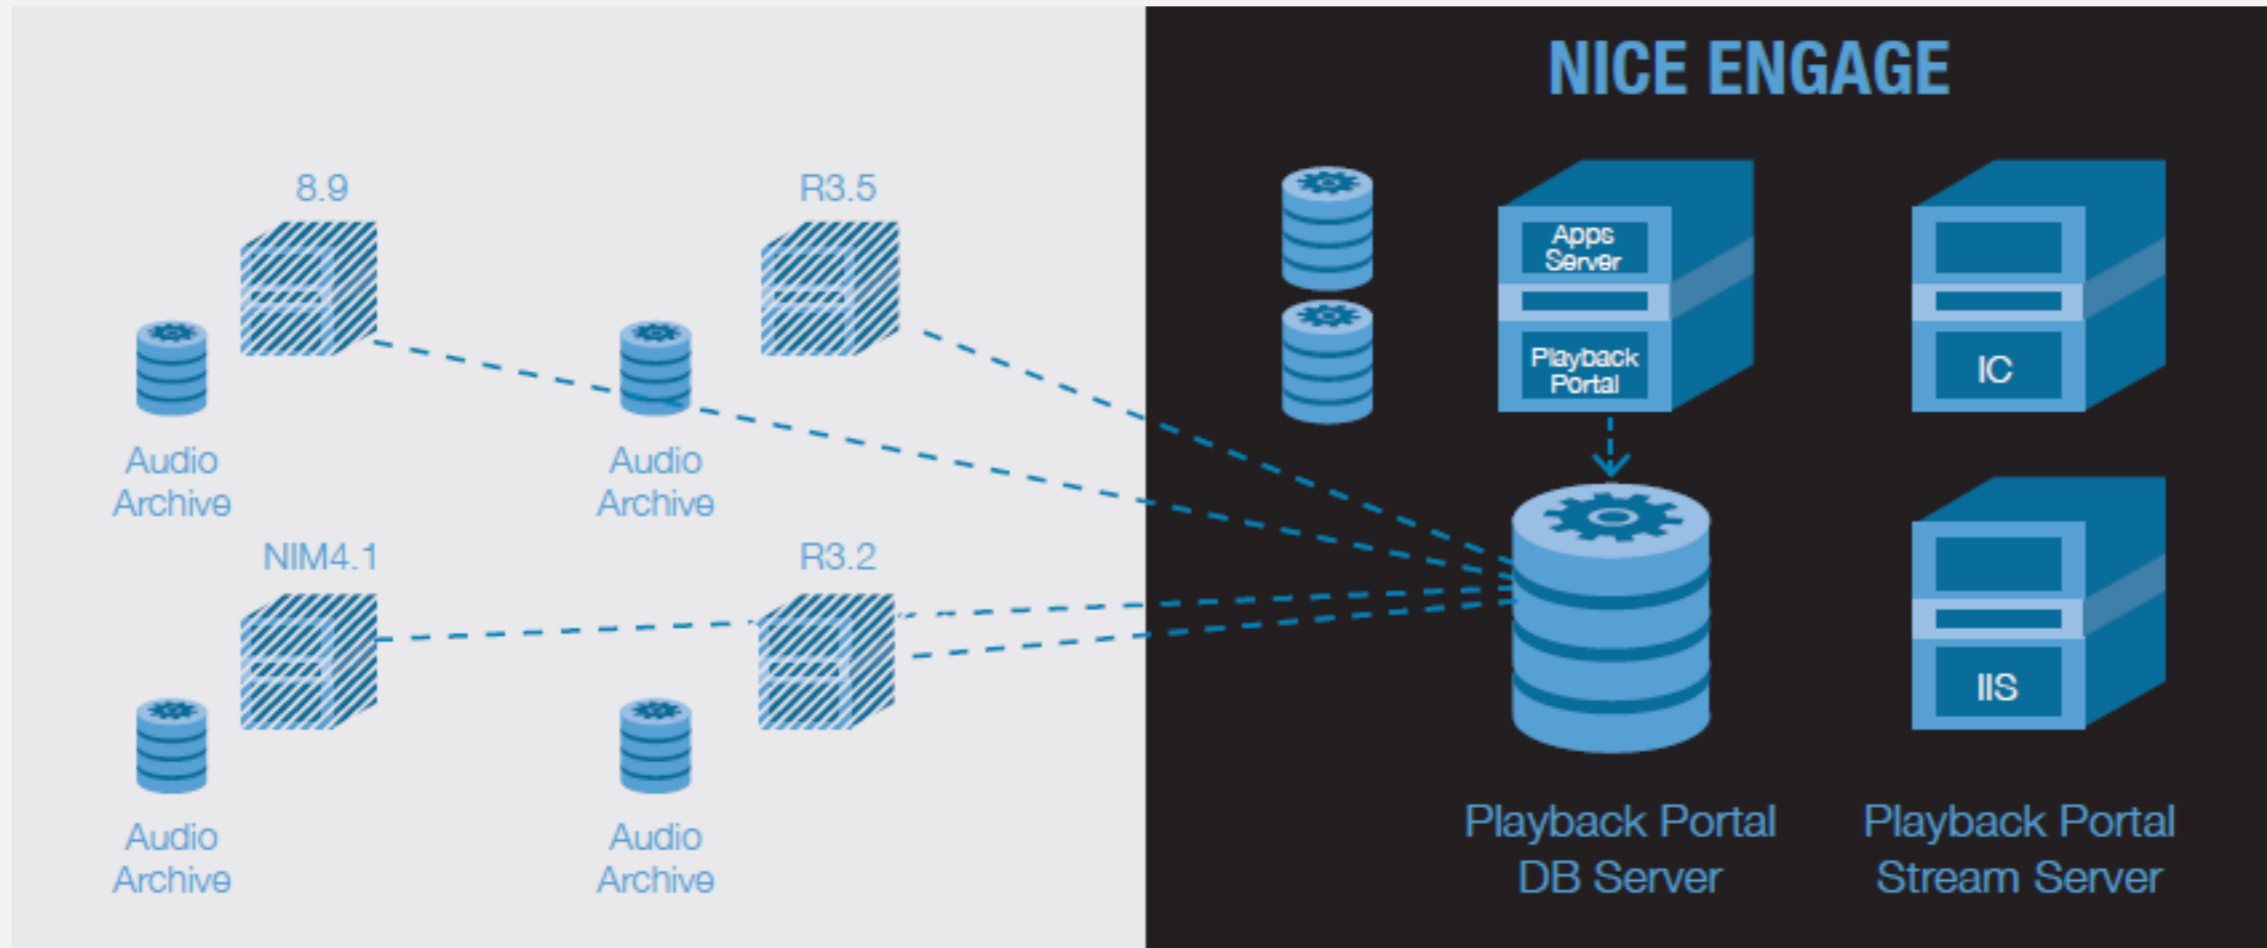 NICE ENGAGE
8.9
R3.5
Audio
Archive
Audio
Archive
NIM4.1
R3.2
Audio
Archive
Audio
Archive
Apps
Server
Playback
Portal
IC
IIS
Playback Portal
DB Server
Playback Portal
Stream Server